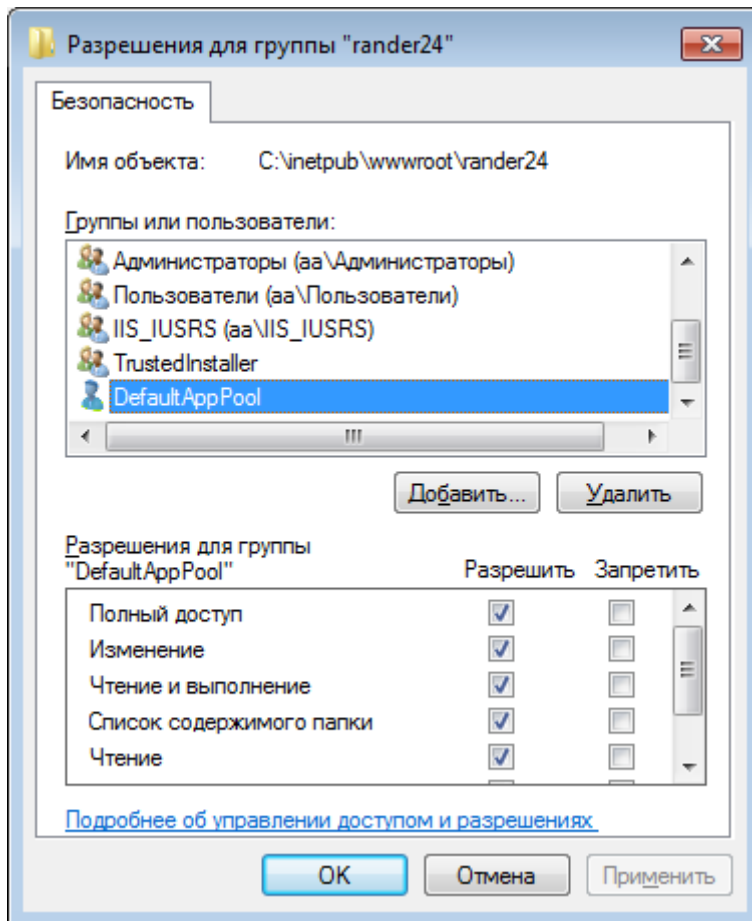 Разрешения для группы "rander24"
Безопасность
Имя объекта: C:\inetpub\wwwroot\rander24
Группы или пользователи:
Администраторы (aa\Администраторы)
Пользователи (aa\Пользователи)
IIS_IUSRS (aa\IIS_IUSRS)
TrustedInstaller
DefaultAppPool
Добавить... Удалить
Разрешения для группы
"DefaultAppPool" Разрешить Запретить
Полный доступ
Изменение
Чтение и выполнение
Список содержимого папки
Чтение
Подробнее об управлении доступом и разрешениях
OK Отмена Применить